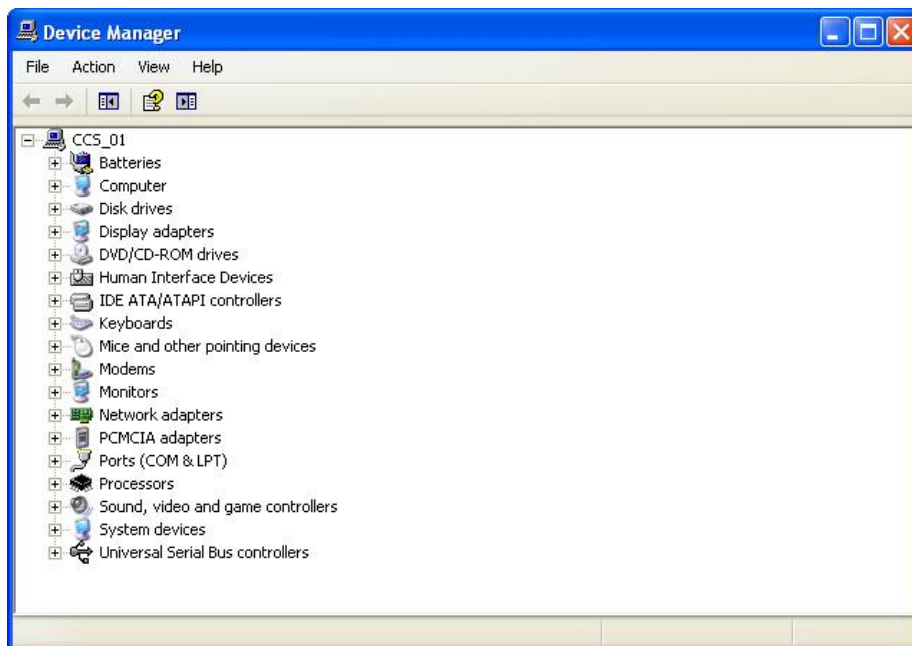 Device Manager
File Action View Help
CCS_01
Batteries
Computer
Disk drives
Display adapters
DVD/CD-ROM drives
Human Interface Devices
IDE ATA/ATAPI controllers
Keyboards
Mice and other pointing devices
Modems
Monitors
Network adapters
PCMCIA adapters
Ports (COM & LPT)
Processors
Sound, video and game controllers
System devices
Universal Serial Bus controllers